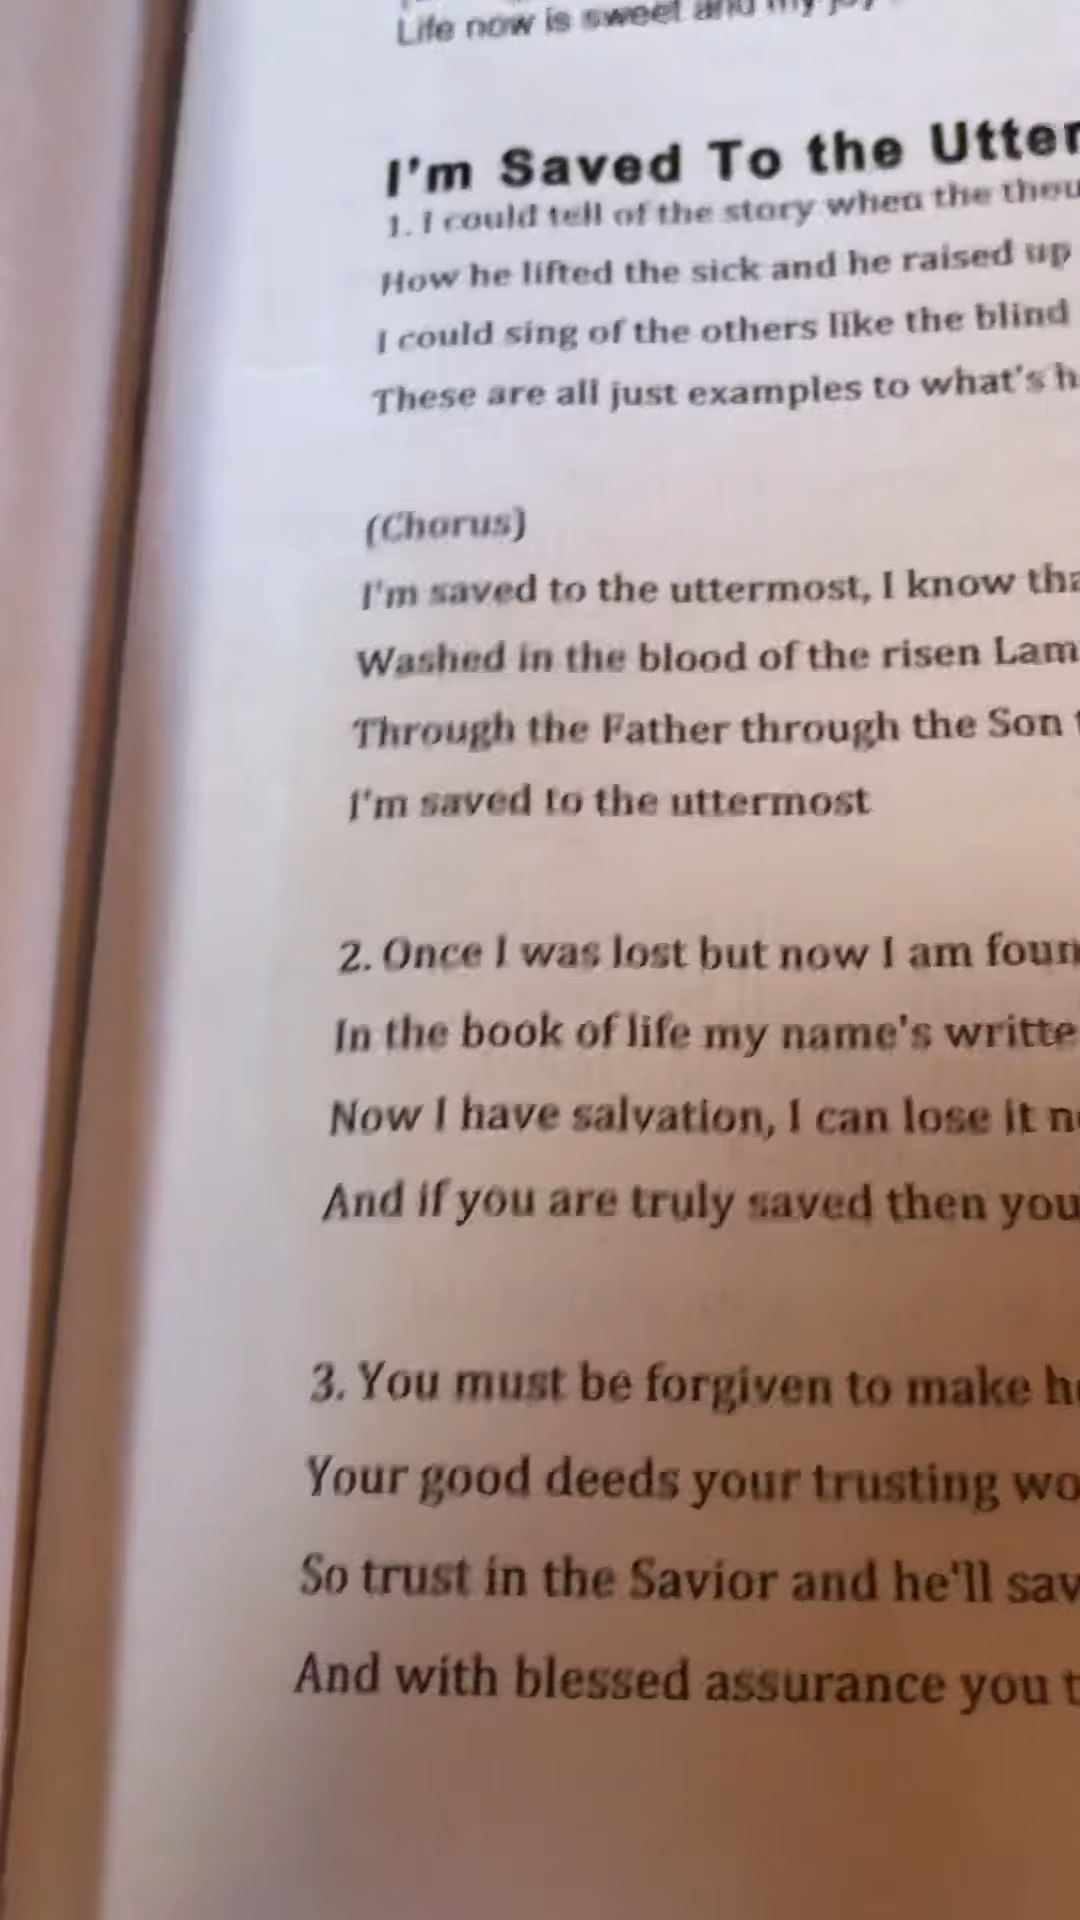 Life now is sweet and my joy
I'm Saved To the Utter
1. I could tell of the story when the thou
How he lifted the sick and he raised up
I could sing of the others like the blind
These are all just examples to what's h
(Chorus)
I'm saved to the uttermost, I know tha
Washed in the blood of the risen Lam
Through the Father through the Son t
I'm saved to the uttermost
2. Once I was lost but now I am foun
In the book of life my name's writte
Now I have salvation, I can lose it n
And if you are truly saved then you
3. You must be forgiven to make h
Your good deeds your trusting wo
So trust in the Savior and he'll sav
And with blessed assurance you t